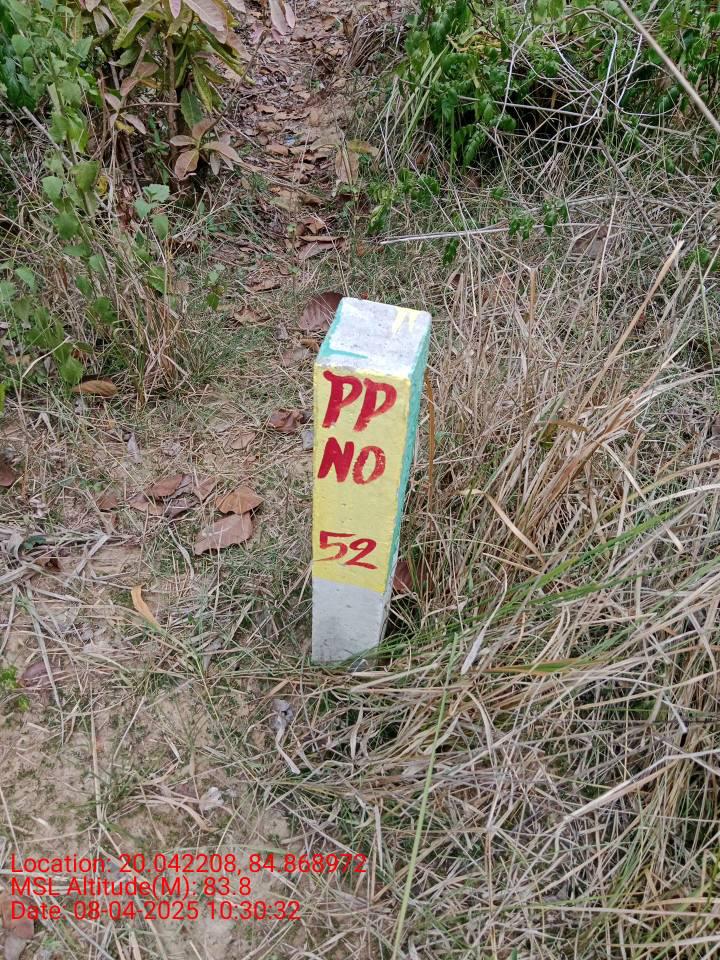 PP
NO
52
Location: 20.042208, 84.868972
MSL Altitude(M): 83.8
Date: 08-04-2025 10:30:32